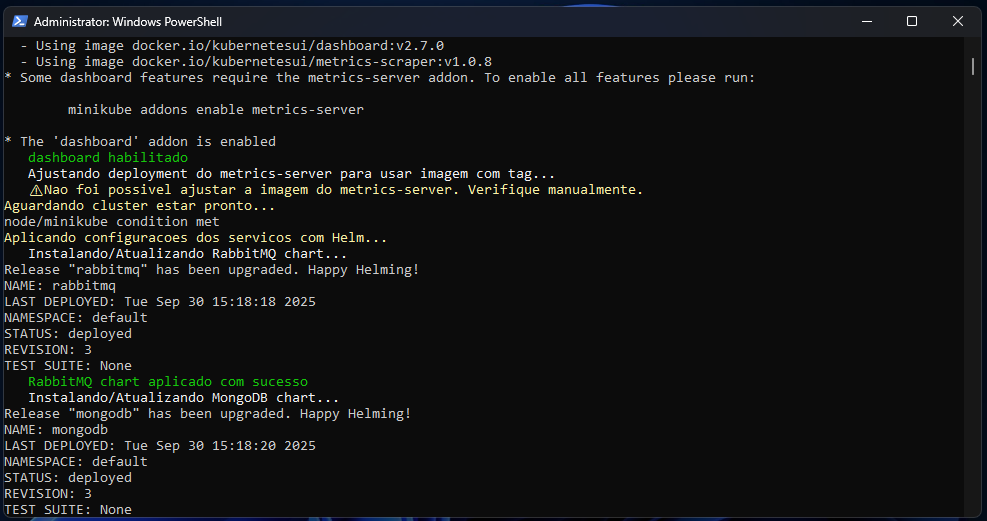 Administrator: Windows PowerShell
- Using image docker.io/kubernetesui/dashboard:v2.7.0
- Using image docker.io/kubernetesui/metrics-scraper:v1.0.8
* Some dashboard features require the metrics-server addon. To enable all features please run:
minikube addons enable metrics-server
* The 'dashboard' addon is enabled
dashboard habilitado
Ajustando deployment do metrics-server para usar imagem com tag...
⚠Nao foi possivel ajustar a imagem do metrics-server. Verifique manualmente.
Aguardando cluster estar pronto...
node/minikube condition met
Aplicando configuracoes dos servicos com Helm...
Instalando/Atualizando RabbitMQ chart...
Release "rabbitmq" has been upgraded. Happy Helming!
NAME: rabbitmq
LAST DEPLOYED: Tue Sep 30 15:18:18 2025
NAMESPACE: default
STATUS: deployed
REVISION: 3
TEST SUITE: None
RabbitMQ chart aplicado com sucesso
Instalando/Atualizando MongoDB chart...
Release "mongodb" has been upgraded. Happy Helming!
NAME: mongodb
LAST DEPLOYED: Tue Sep 30 15:18:20 2025
NAMESPACE: default
STATUS: deployed
REVISION: 3
TEST SUITE: None